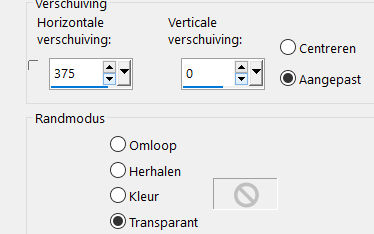 Verschuiving
Horizontale verschuiving:
Verticale verschuiving:
375
0
Centreren
Aangepast
Randmodus
Omloop
Herhalen
Kleur
Transparant